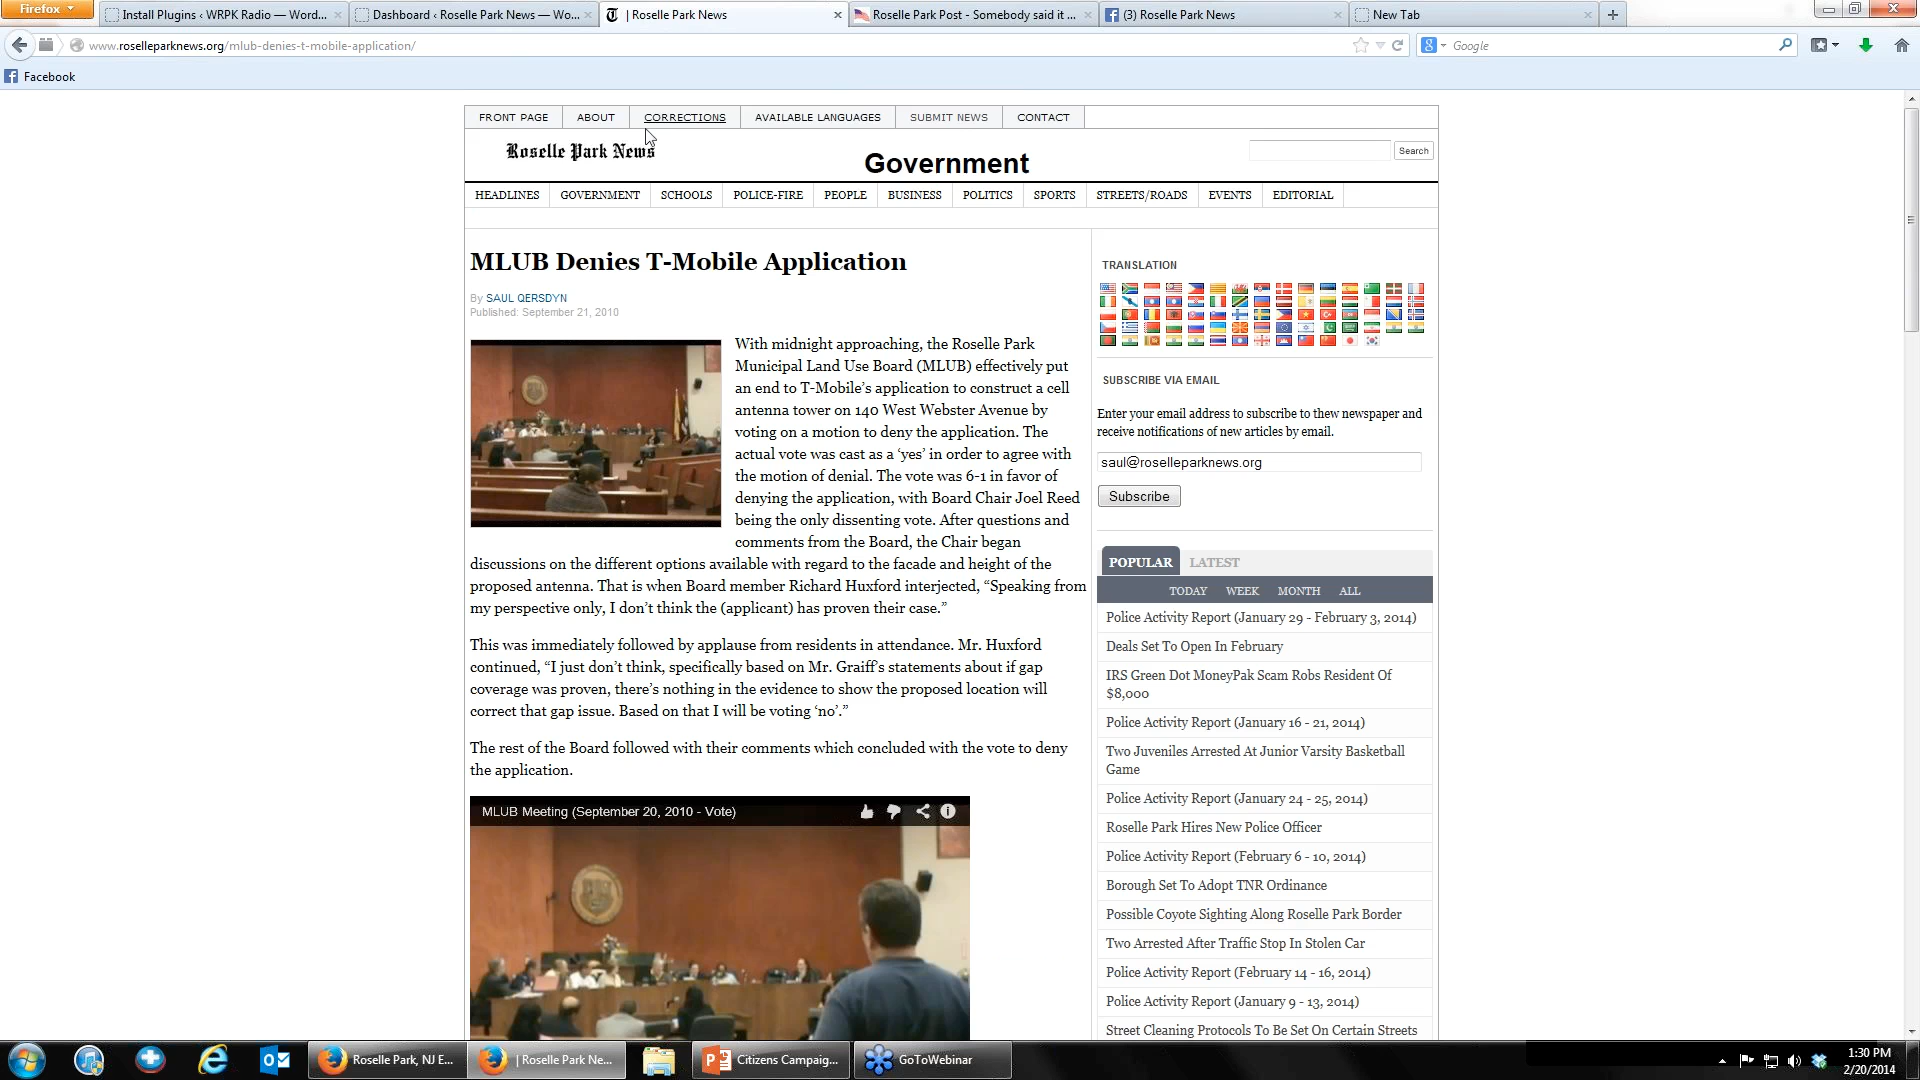 Firefox
Install Plugins ‹ WRPK Radio — Word...
Dashboard ‹ Roselle Park News — Wo...
| Roselle Park News
Roselle Park Post - Somebody said it ...
(3) Roselle Park News
New Tab
www.roselleparknews.org/mlub-denies-t-mobile-application/
Google
Facebook
FRONT PAGE
ABOUT
CORRECTIONS
AVAILABLE LANGUAGES
SUBMIT NEWS
CONTACT
Roselle Park News
Government
Search
HEADLINES
GOVERNMENT
SCHOOLS
POLICE-FIRE
PEOPLE
BUSINESS
POLITICS
SPORTS
STREETS/ROADS
EVENTS
EDITORIAL
MLUB Denies T-Mobile Application
By SAUL QERSDYN
Published: September 21, 2010
With midnight approaching, the Roselle Park
Municipal Land Use Board (MLUB) effectively put
an end to T-Mobile’s application to construct a cell
antenna tower on 140 West Webster Avenue by
voting on a motion to deny the application. The
actual vote was cast as a ‘yes’ in order to agree with
the motion of denial. The vote was 6-1 in favor of
denying the application, with Board Chair Joel Reed
being the only dissenting vote. After questions and
comments from the Board, the Chair began
discussions on the different options available with regard to the facade and height of the
proposed antenna. That is when Board member Richard Huxford interjected, “Speaking from
my perspective only, I don’t think the (applicant) has proven their case.”
This was immediately followed by applause from residents in attendance. Mr. Huxford
continued, “I just don’t think, specifically based on Mr. Graiff’s statements about if gap
coverage was proven, there’s nothing in the evidence to show the proposed location will
correct that gap issue. Based on that I will be voting ‘no’.”
The rest of the Board followed with their comments which concluded with the vote to deny
the application.
MLUB Meeting (September 20, 2010 - Vote)
TRANSLATION
SUBSCRIBE VIA EMAIL
Enter your email address to subscribe to thew newspaper and
receive notifications of new articles by email.
saul@roselleparknews.org
Subscribe
POPULAR
LATEST
TODAY
WEEK
MONTH
ALL
Police Activity Report (January 29 - February 3, 2014)
Deals Set To Open In February
IRS Green Dot MoneyPak Scam Robs Resident Of
$8,000
Police Activity Report (January 16 - 21, 2014)
Two Juveniles Arrested At Junior Varsity Basketball
Game
Police Activity Report (January 24 - 25, 2014)
Roselle Park Hires New Police Officer
Police Activity Report (February 6 - 10, 2014)
Borough Set To Adopt TNR Ordinance
Possible Coyote Sighting Along Roselle Park Border
Two Arrested After Traffic Stop In Stolen Car
Police Activity Report (February 14 - 16, 2014)
Police Activity Report (January 9 - 13, 2014)
Street Cleaning Protocols To Be Set On Certain Streets
Roselle Park, NJ E...
| Roselle Park Ne...
Citizens Campaig...
GoToWebinar
1:30 PM
2/20/2014